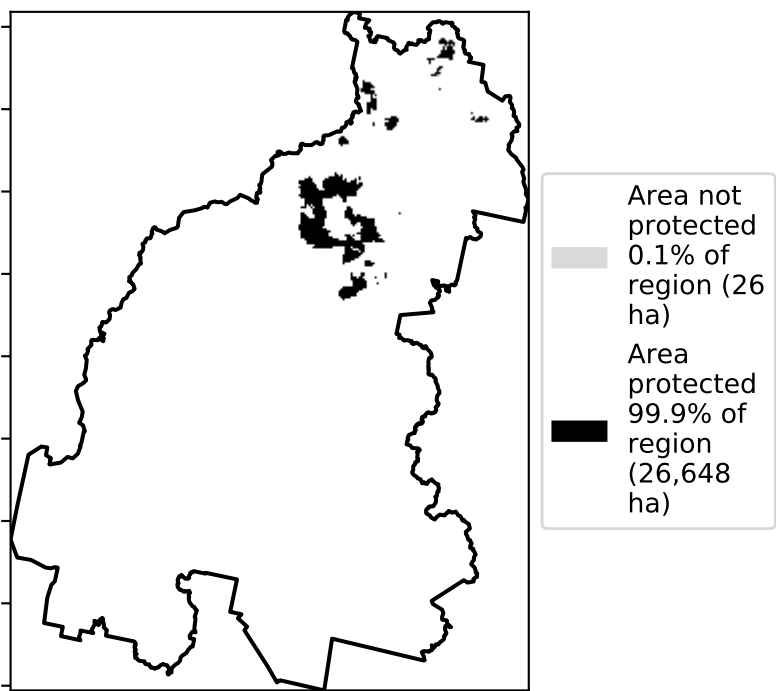 Area not
protected
0.1% of
region (26
ha)
Area
protected
99.9% of
region
(26,648
ha)